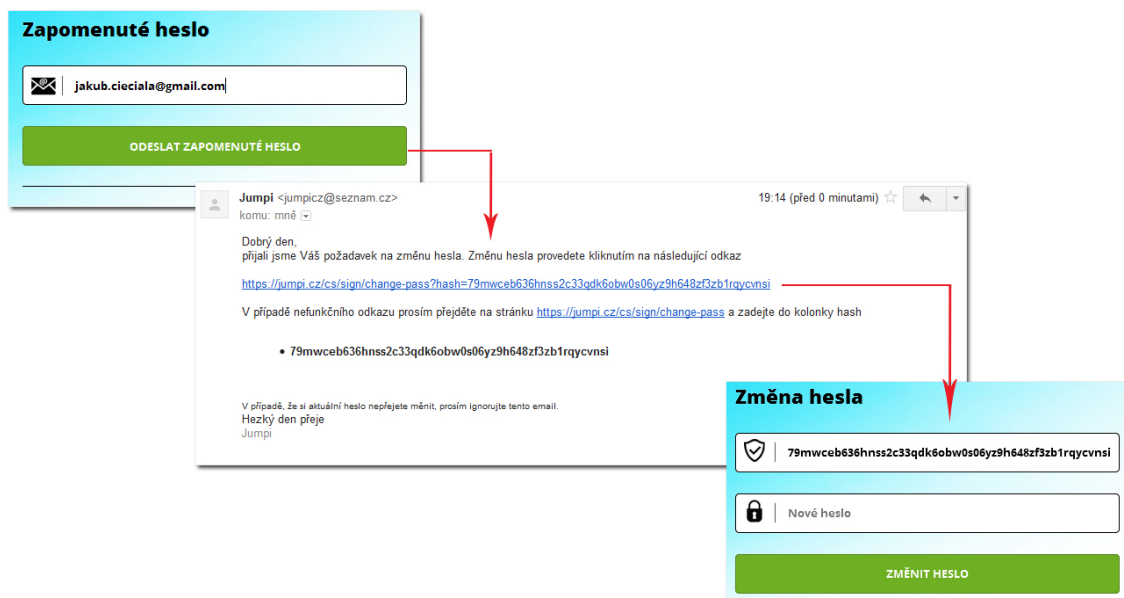 Zapomenuté heslo
jakub.cieciala@gmail.com
ODESLAT ZAPOMENUTÉ HESLO
Jumpi <jumpicz@seznam.cz>
19:14 (před 0 minutami)
komu: mně
Dobrý den,
přijali jsme Váš požadavek na změnu hesla. Změnu hesla provedete kliknutím na následující odkaz
https://jumpi.cz/cs/sign/change-pass?hash=79mwceb636hnss2c33qdk6obw0s06yz9h648zf3zb1rqycvnsi
V případě nefunkčního odkazu prosím přejděte na stránku https://jumpi.cz/cs/sign/change-pass a zadejte do kolonky hash
• 79mwceb636hnss2c33qdk6obw0s06yz9h648zf3zb1rqycvnsi
V případě, že si aktuální heslo nepřejete měnit, prosím ignorujte tento email.
Hezký den přeje
Jumpi
Změna hesla
79mwceb636hnss2c33qdk6obw0s06yz9h648zf3zb1rqycvnsi
Nové heslo
ZMĚNIT HESLO